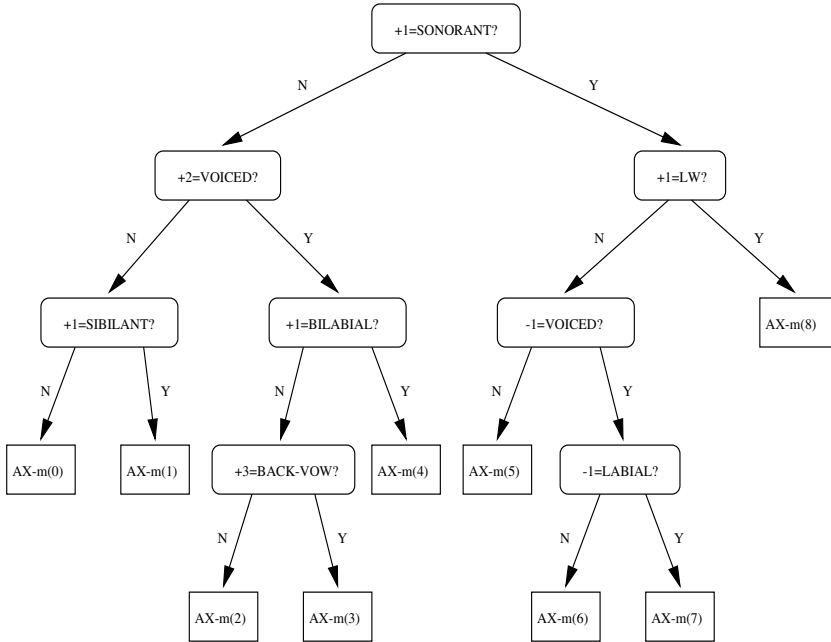 +1=SONORANT?
N
Y
+2=VOICED?
+1=LW?
N
Y
N
Y
+1=SIBILANT?
+1=BILABIAL?
-1=VOICED?
AX-m(8)
N
Y
N
Y
N
Y
AX-m(0)
AX-m(1)
+3=BACK-VOW?
AX-m(4)
AX-m(5)
-1=LABIAL?
N
Y
N
Y
AX-m(2)
AX-m(3)
AX-m(6)
AX-m(7)